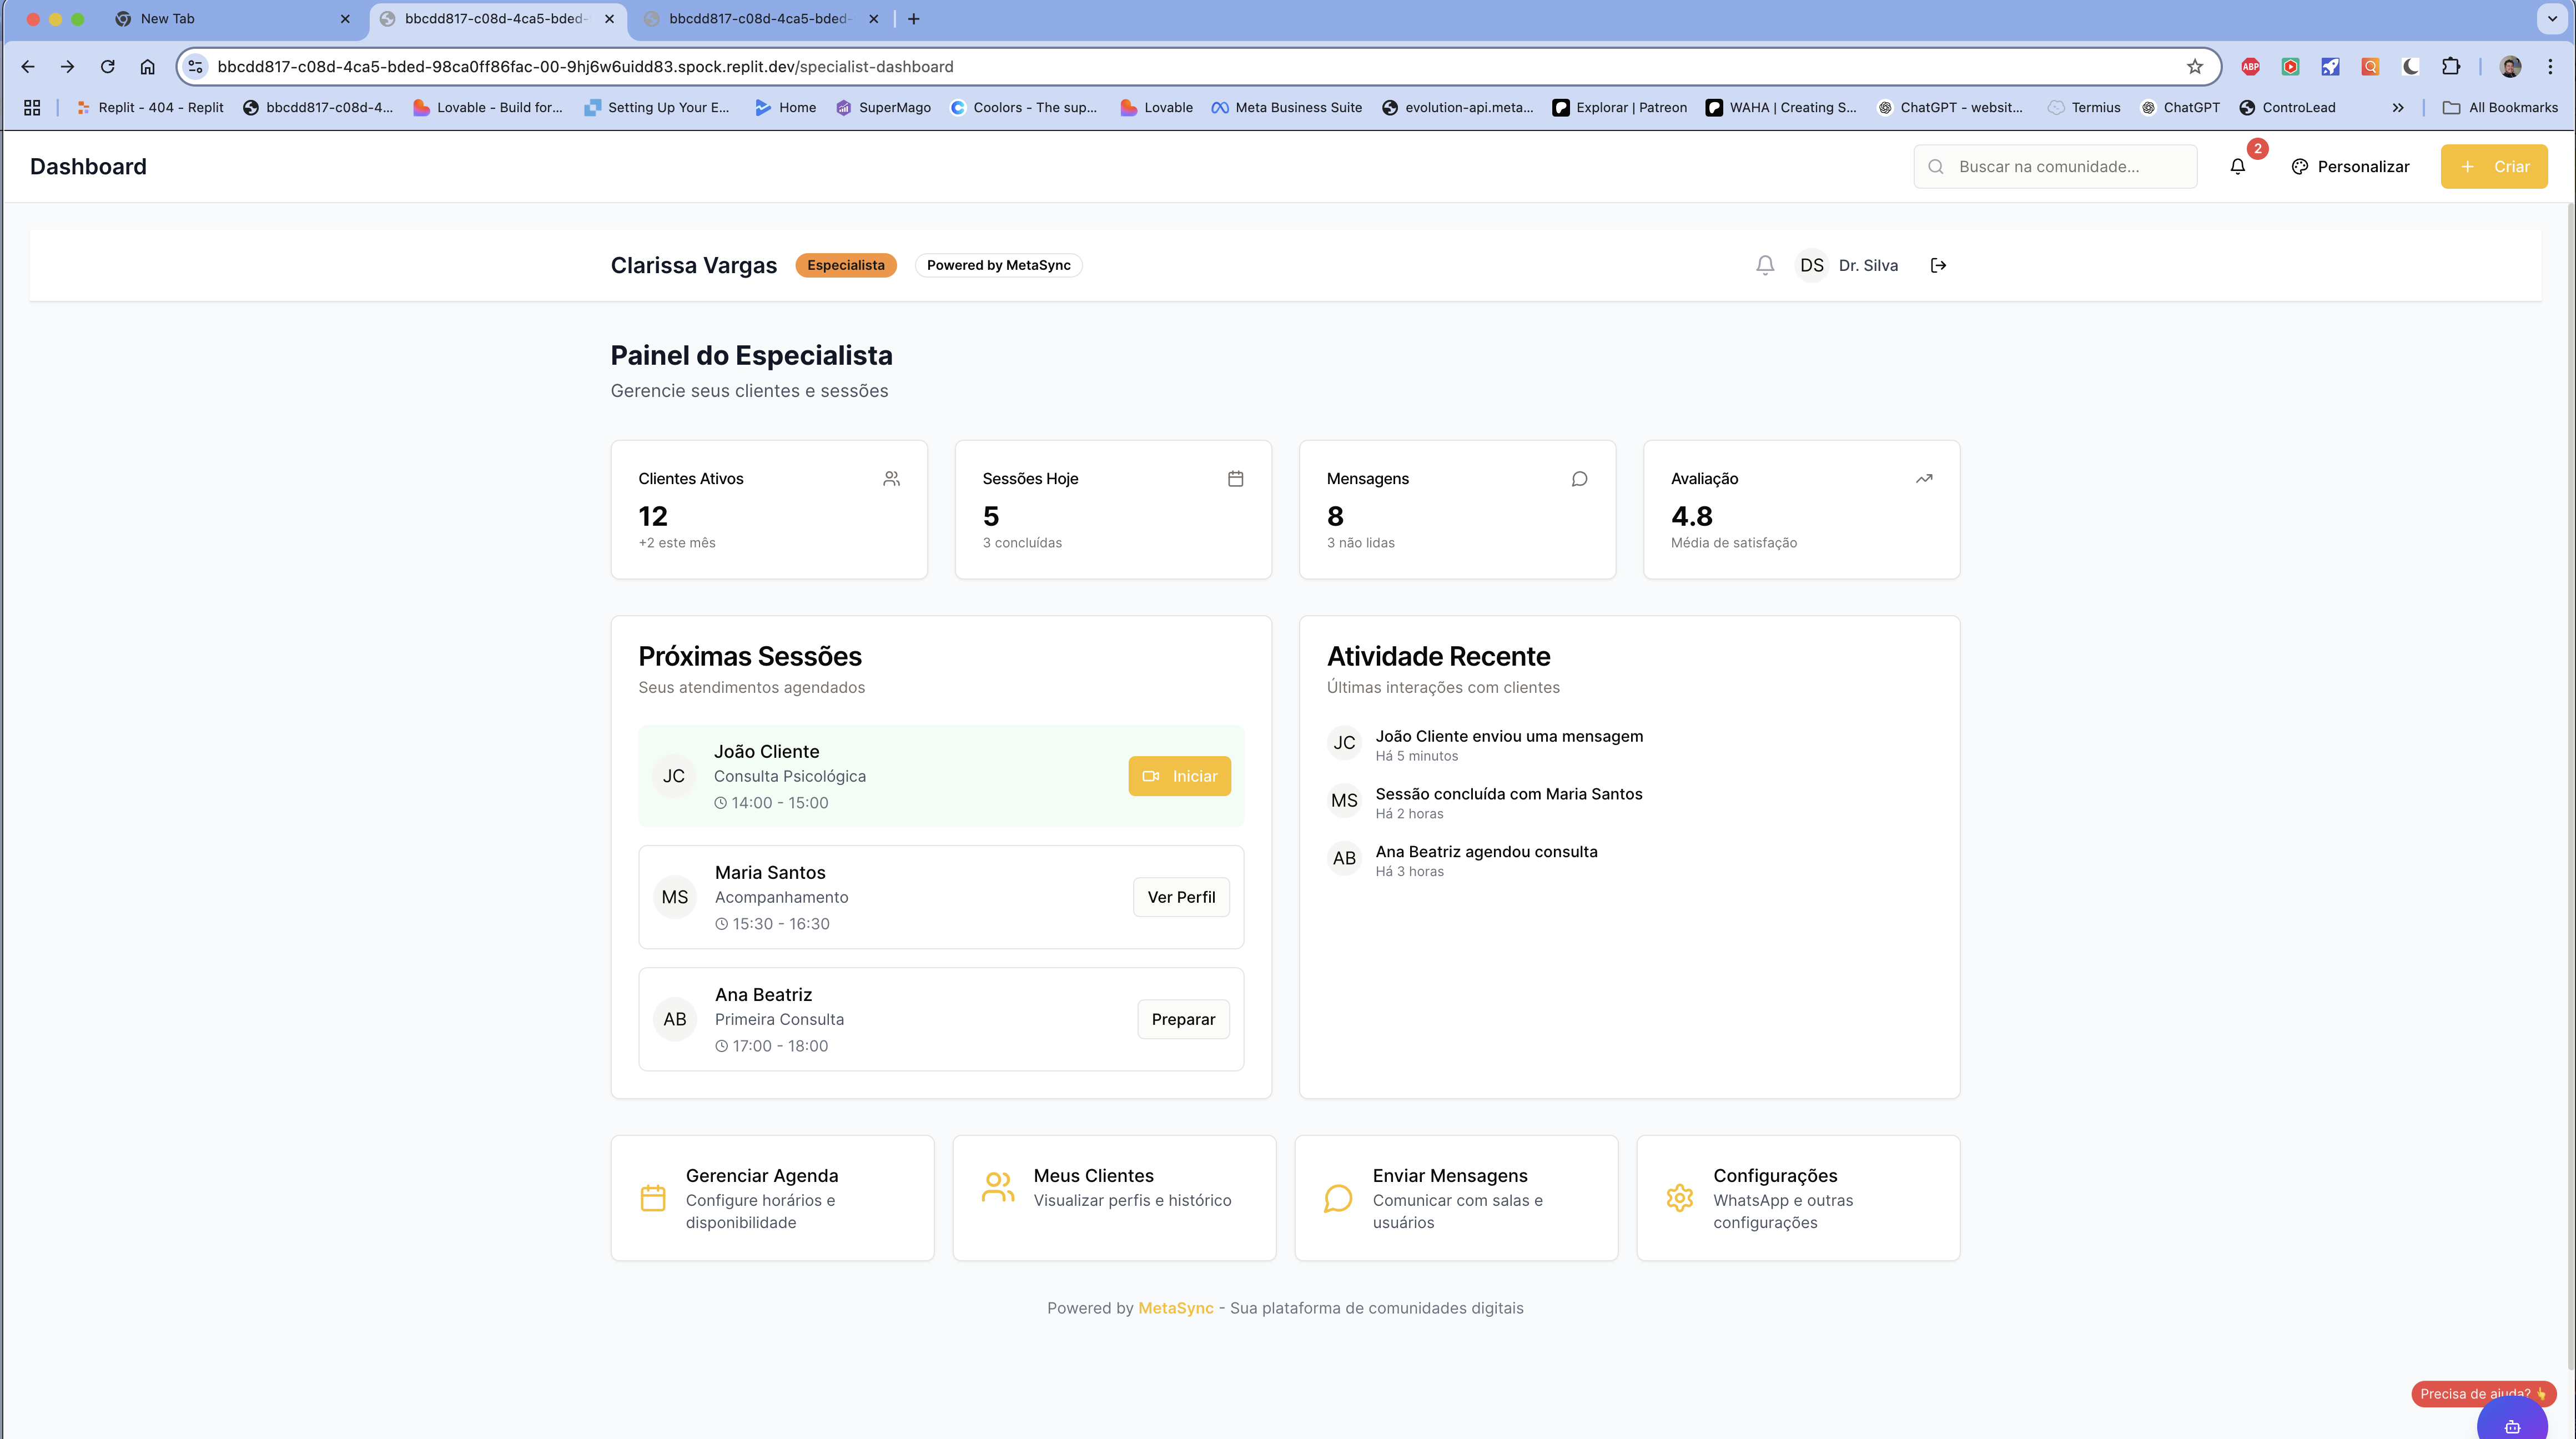 New Tab
bbcdd817-c08d-4ca5-bded-
bbcdd817-c08d-4ca5-bded-
bbcdd817-c08d-4ca5-bded-98ca0ff86fac-00-9hj6w6uidd83.spock.replit.dev/specialist-dashboard
ABP
Replit - 404 - Replit
bbcdd817-c08d-4...
Lovable - Build for...
Setting Up Your E...
Home
SuperMago
Coolors - The sup...
Lovable
Meta Business Suite
evolution-api.meta...
Explorar | Patreon
WAHA | Creating S...
ChatGPT - websit...
Termius
ChatGPT
ControLead
All Bookmarks
Dashboard
Buscar na comunidade...
2
Personalizar
+ Criar
Clarissa Vargas
Especialista
Powered by MetaSync
DS
Dr. Silva
Painel do Especialista
Gerencie seus clientes e sessões
Clientes Ativos
12
+2 este mês
Sessões Hoje
5
3 concluídas
Mensagens
8
3 não lidas
Avaliação
4.8
Média de satisfação
Próximas Sessões
Seus atendimentos agendados
JC
João Cliente
Consulta Psicológica
14:00 - 15:00
Iniciar
MS
Maria Santos
Acompanhamento
15:30 - 16:30
Ver Perfil
AB
Ana Beatriz
Primeira Consulta
17:00 - 18:00
Preparar
Atividade Recente
Últimas interações com clientes
JC
João Cliente enviou uma mensagem
Há 5 minutos
MS
Sessão concluída com Maria Santos
Há 2 horas
AB
Ana Beatriz agendou consulta
Há 3 horas
Gerenciar Agenda
Configure horários e
disponibilidade
Meus Clientes
Visualizar perfis e histórico
Enviar Mensagens
Comunicar com salas e
usuários
Configurações
WhatsApp e outras
configurações
Powered by MetaSync - Sua plataforma de comunidades digitais
Precisa de ajuda? 👆